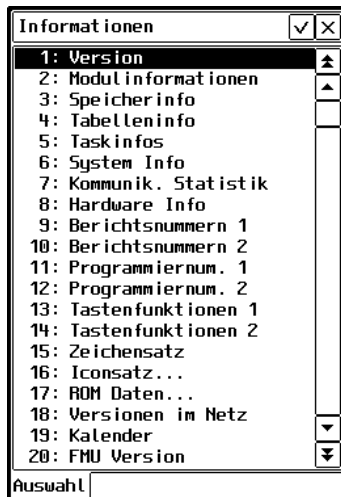 Informationen
1: Version
2: Modulinformationen
3: Speicherinfo
4: Tabelleninfo
5: Taskinfos
6: System Info
7: Kommunik. Statistik
8: Hardware Info
9: Berichtsnummern 1
10: Berichtsnummern 2
11: Programmiernum. 1
12: Programmiernum. 2
13: Tastenfunktionen 1
14: Tastenfunktionen 2
15: Zeichensatz
16: Iconsatz...
17: ROM Daten...
18: Versionen im Netz
19: Kalender
20: FMU Version
Auswahl